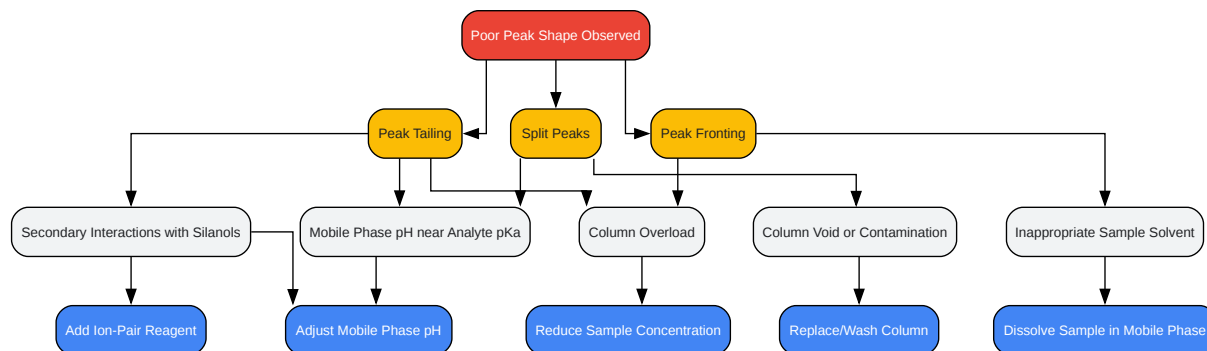 Poor Peak Shape Observed
Peak Tailing
Split Peaks
Peak Fronting
Secondary Interactions with Silanols
Mobile Phase pH near Analyte pKa
Column Overload
Column Void or Contamination
Inappropriate Sample Solvent
Add Ion-Pair Reagent
Adjust Mobile Phase pH
Reduce Sample Concentration
Replace/Wash Column
Dissolve Sample in Mobile Phase